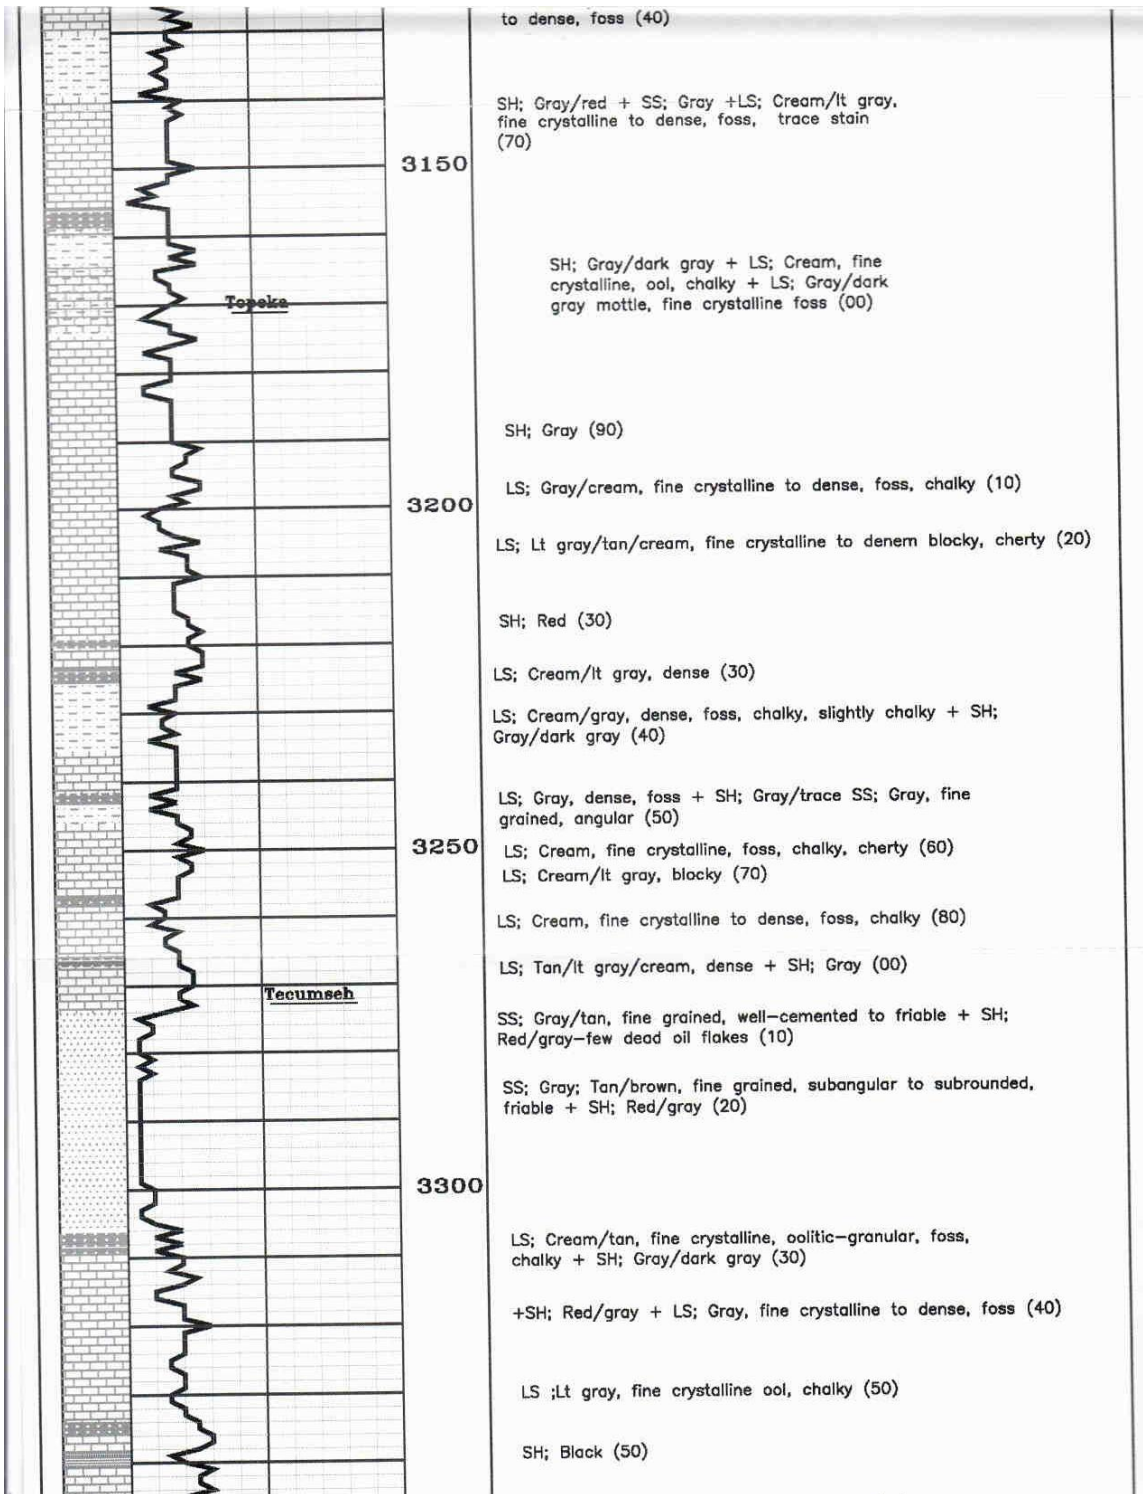 to dense, foss (40)
SH; Gray/red + SS; Gray +LS; Cream/lt gray,
fine crystalline to dense, foss, trace stain
(70)
3150
SH; Gray/dark gray + LS; Cream, fine
crystalline, ool, chalky + LS; Gray/dark
gray mottle, fine crystalline foss (00)
Topeka
SH; Gray (90)
LS; Gray/cream, fine crystalline to dense, foss, chalky (10)
3200
LS; Lt gray/tan/cream, fine crystalline to denem blocky, cherty (20)
SH; Red (30)
LS; Cream/lt gray, dense (30)
LS; Cream/gray, dense, foss, chalky, slightly chalky + SH;
Gray/dark gray (40)
LS; Gray, dense, foss + SH; Gray/trace SS; Gray, fine
grained, angular (50)
3250
LS; Cream, fine crystalline, foss, chalky, cherty (60)
LS; Cream/lt gray, blocky (70)
LS; Cream, fine crystalline to dense, foss, chalky (80)
LS; Tan/lt gray/cream, dense + SH; Gray (00)
Tecumseh
SS; Gray/tan, fine grained, well-cemented to friable + SH;
Red/gray-few dead oil flakes (10)
SS; Gray; Tan/brown, fine grained, subangular to subrounded,
friable + SH; Red/gray (20)
3300
LS; Cream/tan, fine crystalline, oolitic-granular, foss,
chalky + SH; Gray/dark gray (30)
+SH; Red/gray + LS; Gray, fine crystalline to dense, foss (40)
LS ;Lt gray, fine crystalline ool, chalky (50)
SH; Black (50)